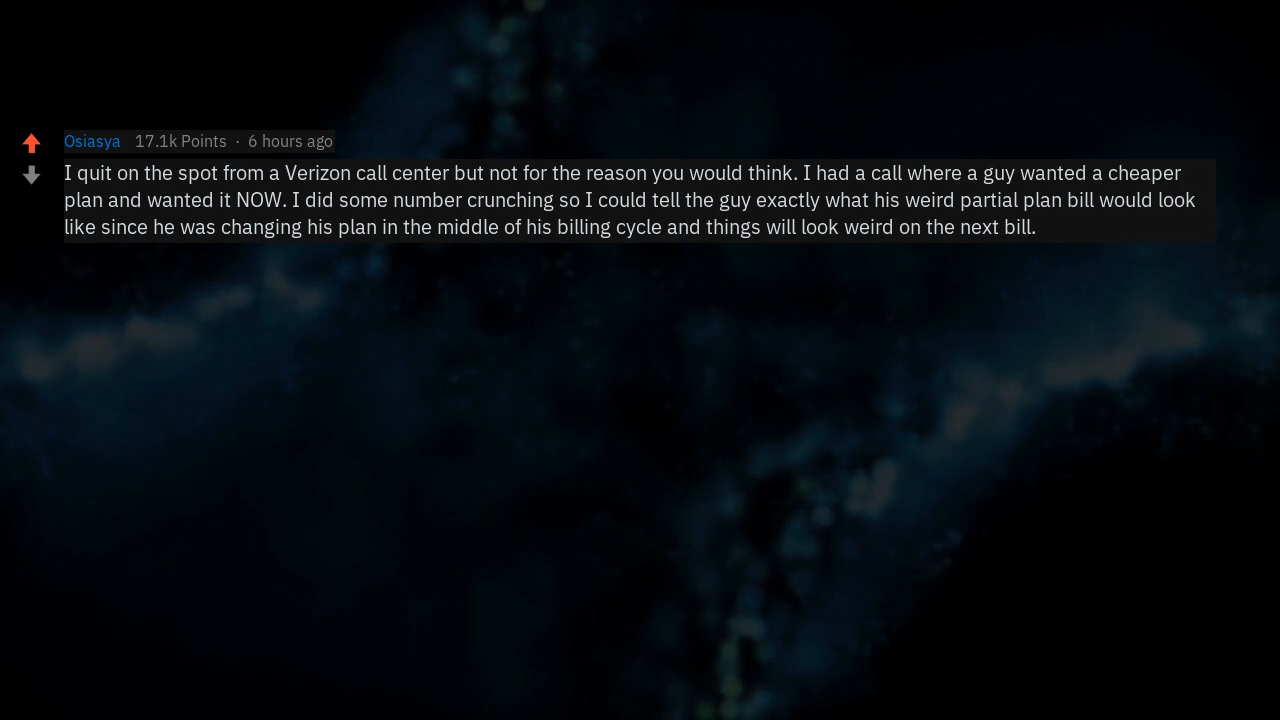 Osiasya 17.1k Points · 6 hours ago
I quit on the spot from a Verizon call center but not for the reason you would think. I had a call where a guy wanted a cheaper
plan and wanted it NOW. I did some number crunching so I could tell the guy exactly what his weird partial plan bill would look
like since he was changing his plan in the middle of his billing cycle and things will look weird on the next bill.